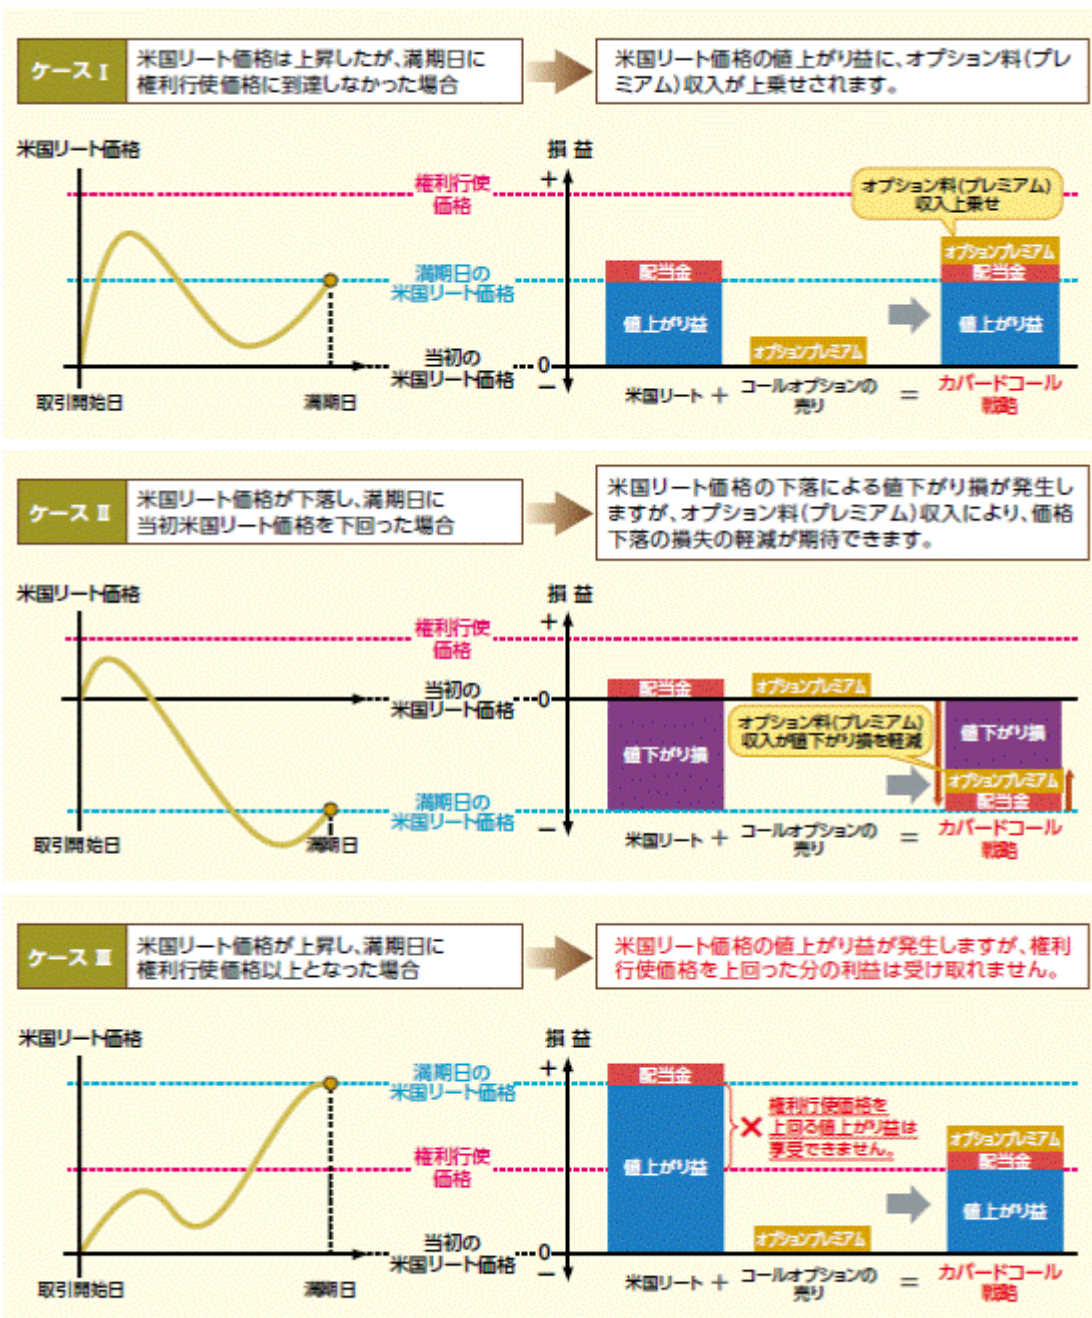 ケース I
米国リート価格は上昇したが、満期日に
権利行使価格に到達しなかった場合
米国リート価格の値上がり益に、オプション料(プレ
ミアム)収入が上乗せされます。
米国リート価格
権利行使
価格
満期日の
米国リート価格
当初の
米国リート価格
取引開始日
満期日
損 益
+
0
−
配当金
値上がり益
オプションプレミアム
オプション料(プレミアム)
収入上乗せ
オプションプレミアム
配当金
値上がり益
米国リート
+
コールオプションの
売り
=
カバードコール
戦略
ケース II
米国リート価格が下落し、満期日に
当初米国リート価格を下回った場合
米国リート価格の下落による値下がり損が発生し
ますが、オプション料(プレミアム)収入により、価格
下落の損失の軽減が期待できます。
米国リート価格
権利行使
価格
当初の
米国リート価格
満期日の
米国リート価格
取引開始日
満期日
損 益
+
0
−
配当金
値下がり損
オプションプレミアム
オプション料(プレミアム)
収入が値下がり損を軽減
値下がり損
オプションプレミアム
配当金
米国リート
+
コールオプションの
売り
=
カバードコール
戦略
ケース III
米国リート価格が上昇し、満期日に
権利行使価格以上となった場合
米国リート価格の値上がり益が発生しますが、権利
行使価格を上回った分の利益は受け取れません。
米国リート価格
満期日の
米国リート価格
権利行使
価格
当初の
米国リート価格
取引開始日
満期日
損 益
+
0
−
配当金
値上がり益
×
権利行使価格を
上回る値上がり益は
享受できません。
オプションプレミアム
オプションプレミアム
配当金
値上がり益
米国リート
+
コールオプションの
売り
=
カバードコール
戦略